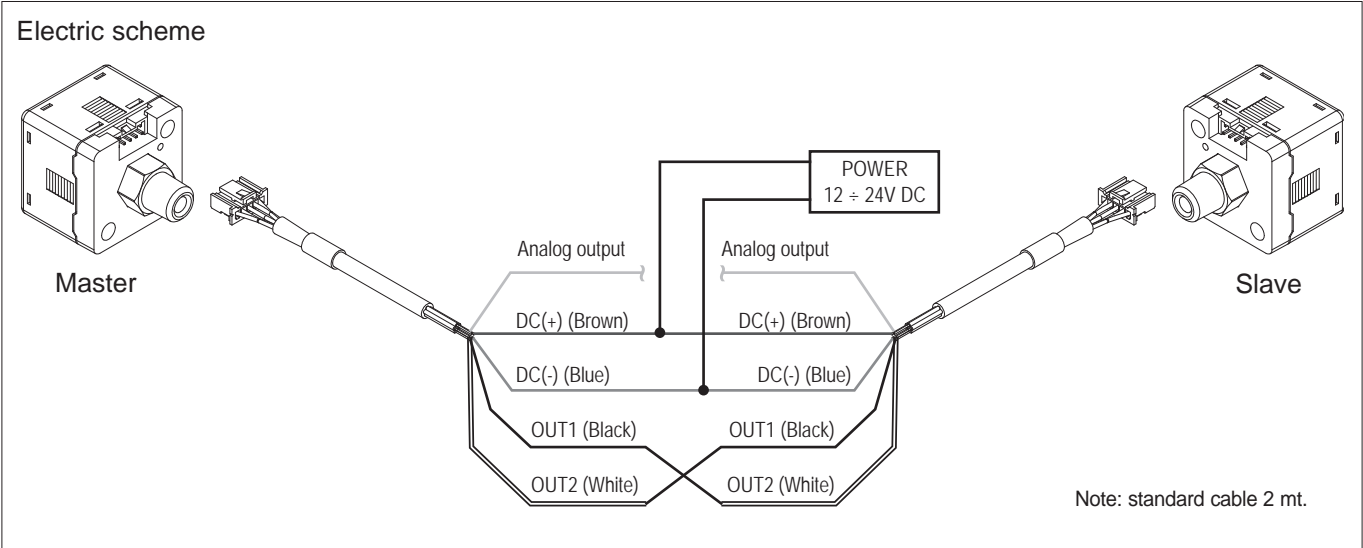 Electric scheme
POWER
12 ÷ 24V DC
Analog output
Analog output
Master
Slave
DC(+) (Brown)
DC(+) (Brown)
DC(-) (Blue)
DC(-) (Blue)
OUT1 (Black)
OUT1 (Black)
OUT2 (White)
OUT2 (White)
Note: standard cable 2 mt.